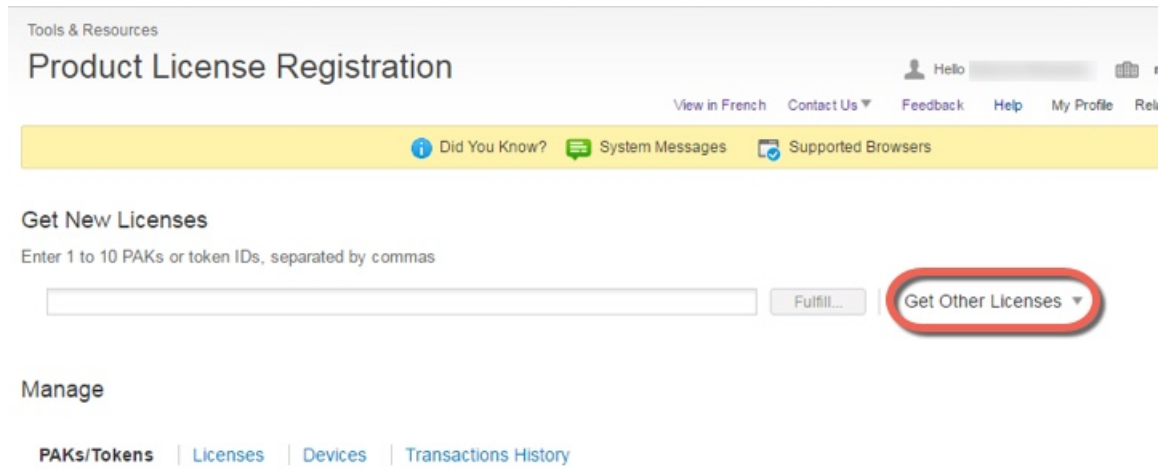 Tools & Resources
Product License Registration
Hello
View in French Contact Us Feedback Help My Profile
Did You Know? System Messages Supported Browsers
Get New Licenses
Enter 1 to 10 PAKs or token IDs, separated by commas
Fulfill... Get Other Licenses
Manage
PAKs/Tokens Licenses Devices Transactions History